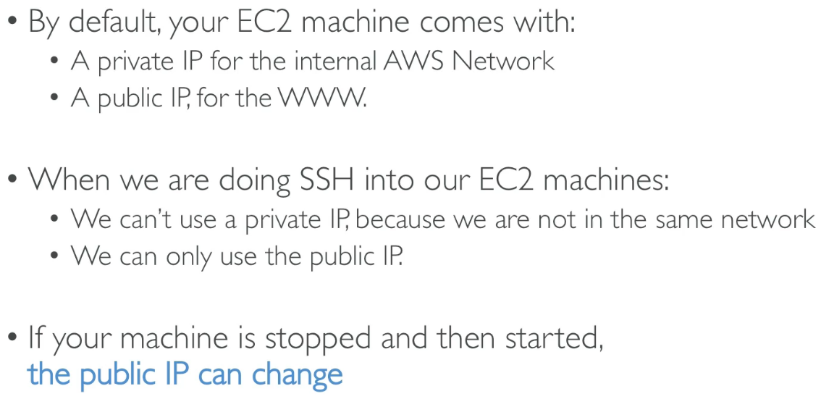 • By default, your EC2 machine comes with:
• A private IP for the internal AWS Network
• A public IP, for the WWW.
• When we are doing SSH into our EC2 machines:
• We can't use a private IP, because we are not in the same network
• We can only use the public IP.
• If your machine is stopped and then started,
the public IP can change